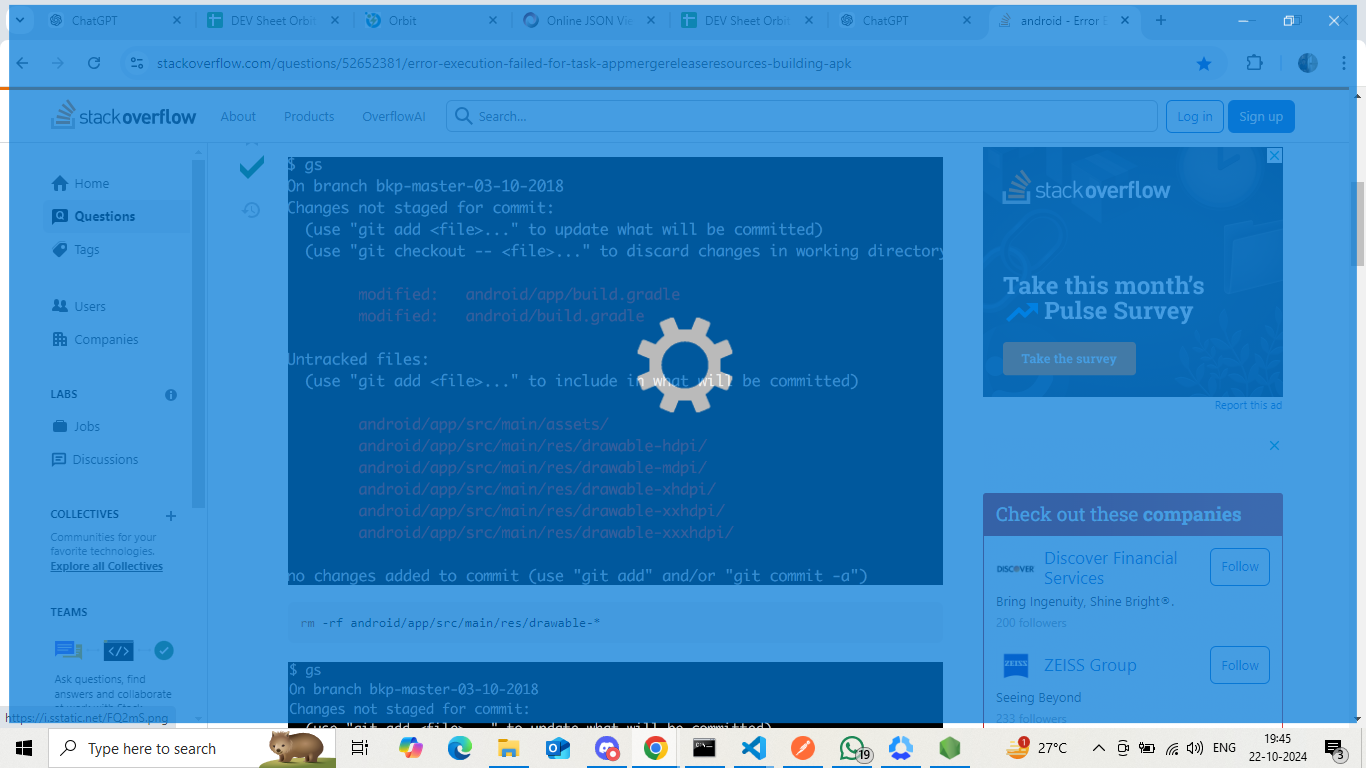 ChatGPT
DEV Sheet Orbit
Orbit
Online JSON Vie
DEV Sheet Orbit
ChatGPT
android - Error E
stackoverflow.com/questions/52652381/error-execution-failed-for-task-appmergereleaseresources-building-apk
stackoverflow
About
Products
OverflowAI
Search...
Log in
Sign up
Home
Questions
Tags
Users
Companies
LABS
Jobs
Discussions
COLLECTIVES
Communities for your
favorite technologies.
Explore all Collectives
TEAMS
Ask questions, find
answers and collaborate
https://i.sstatic.net/FQ2mS.png
$ gs
On branch bkp-master-03-10-2018
Changes not staged for commit:
(use "git add <file>..." to update what will be committed)
(use "git checkout -- <file>..." to discard changes in working directory
modified: android/app/build.gradle
modified: android/build.gradle
Untracked files:
(use "git add <file>..." to include in what will be committed)
android/app/src/main/assets/
android/app/src/main/res/drawable-hdpi/
android/app/src/main/res/drawable-mdpi/
android/app/src/main/res/drawable-xhdpi/
android/app/src/main/res/drawable-xxhdpi/
android/app/src/main/res/drawable-xxxhdpi/
no changes added to commit (use "git add" and/or "git commit -a")
rm -rf android/app/src/main/res/drawable-*
$ gs
On branch bkp-master-03-10-2018
Changes not staged for commit:
(use "git add <file>..." to update what will be committed)
stackoverflow
Take this month's
Pulse Survey
Take the survey
Report this ad
Check out these companies
DISCOVER
Discover Financial
Services
Follow
Bring Ingenuity, Shine Bright®.
200 followers
ZEISS
ZEISS Group
Follow
Seeing Beyond
233 followers
Type here to search
19
1
27°C
ENG
19:45
22-10-2024
3